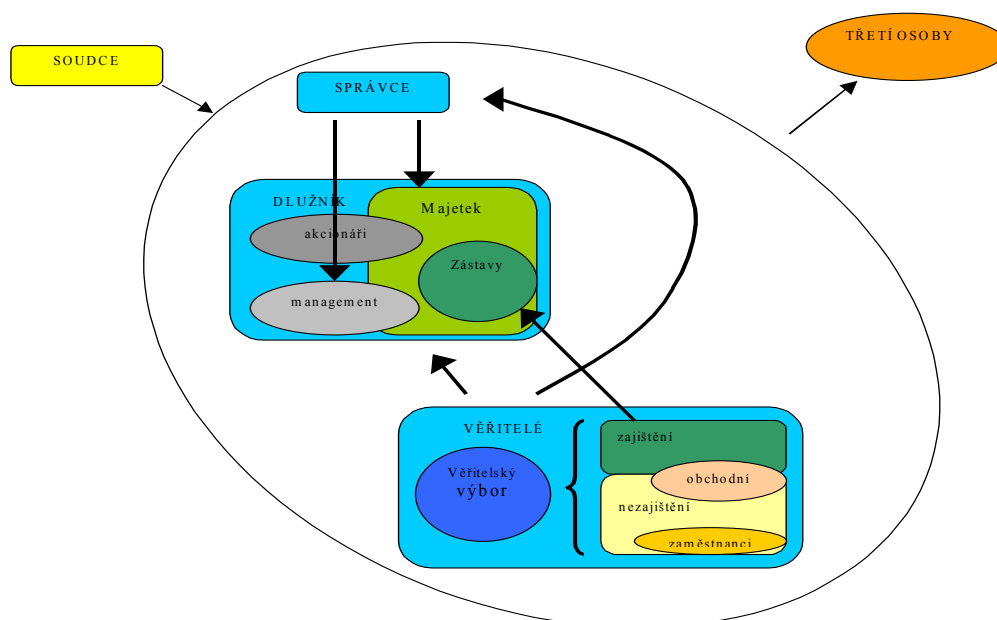 SOUDCE
TŘETÍ OSOBY
SPRÁVCE
DLUŽNÍK
Majetek
akcionáři
Zástavy
management
VĚŘITELÉ
zajištění
Věřitelský
výbor
obchodní
nezajištění
zaměstnanci